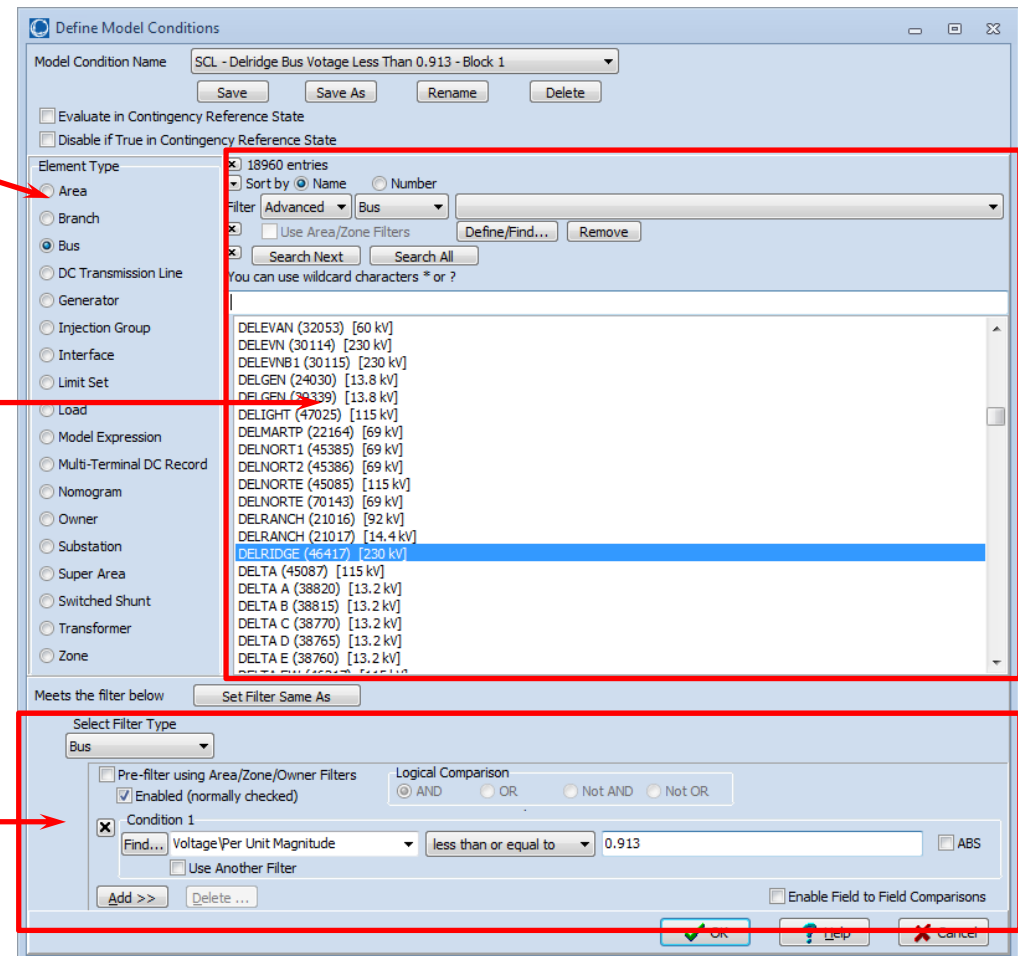 Define Model Conditions
Model Condition Name SCL - Delridge Bus Votage Less Than 0.913 - Block 1
Save Save As Rename Delete
Evaluate in Contingency Reference State
Disable if True in Contingency Reference State
Element Type
Area
Branch
Bus
DC Transmission Line
Generator
Injection Group
Interface
Limit Set
Load
Model Expression
Multi-Terminal DC Record
Nomogram
Owner
Substation
Super Area
Switched Shunt
Transformer
Zone
18960 entries
Sort by Name Number
Filter Advanced Bus
Use Area/Zone Filters Define/Find... Remove
Search Next Search All
You can use wildcard characters * or ?
DELEVAN (32053) [60 kV]
DELEVN (30114) [230 kV]
DELEVNB1 (30115) [230 kV]
DELGEN (24030) [13.8 kV]
DELGEN (29339) [13.8 kV]
DELIGHT (47025) [115 kV]
DELMARTP (22164) [69 kV]
DELNORT1 (45385) [69 kV]
DELNORT2 (45386) [69 kV]
DELNORTE (45085) [115 kV]
DELNORTE (70143) [69 kV]
DELRANCH (21016) [92 kV]
DELRANCH (21017) [14.4 kV]
DELRIDGE (46417) [230 kV]
DELTA (45087) [115 kV]
DELTA A (38820) [13.2 kV]
DELTA B (38815) [13.2 kV]
DELTA C (38770) [13.2 kV]
DELTA D (38765) [13.2 kV]
DELTA E (38760) [13.2 kV]
Meets the filter below Set Filter Same As
Select Filter Type
Bus
Pre-filter using Area/Zone/Owner Filters
Enabled (normally checked)
Logical Comparison
AND OR Not AND Not OR
Condition 1
Find... Voltage\Per Unit Magnitude less than or equal to 0.913 ABS
Use Another Filter
Add >> Delete ... Enable Field to Field Comparisons
OK Help Cancel